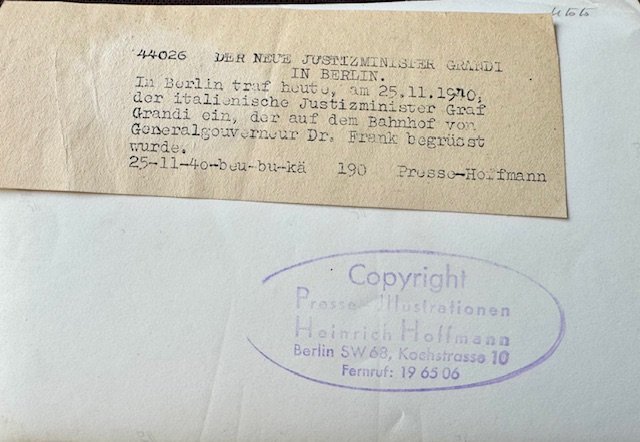 44026 DER NEUE JUSTIZMINISTER GRANDI
IN BERLIN.
In Berlin traf heute, am 25.11.1940,
der italienische Justizminister Graf
Grandi ein, der auf dem Bahnhof von
Generalgouverneur Dr. Frank begrüsst
wurde.
25-11-40-beu-bu-kä 190 Presse-Hoffmann
Copyright
Presse-Illustrationen
Heinrich Hoffmann
Berlin SW 68, Kochstrasse 10
Fernruf: 19 65 06